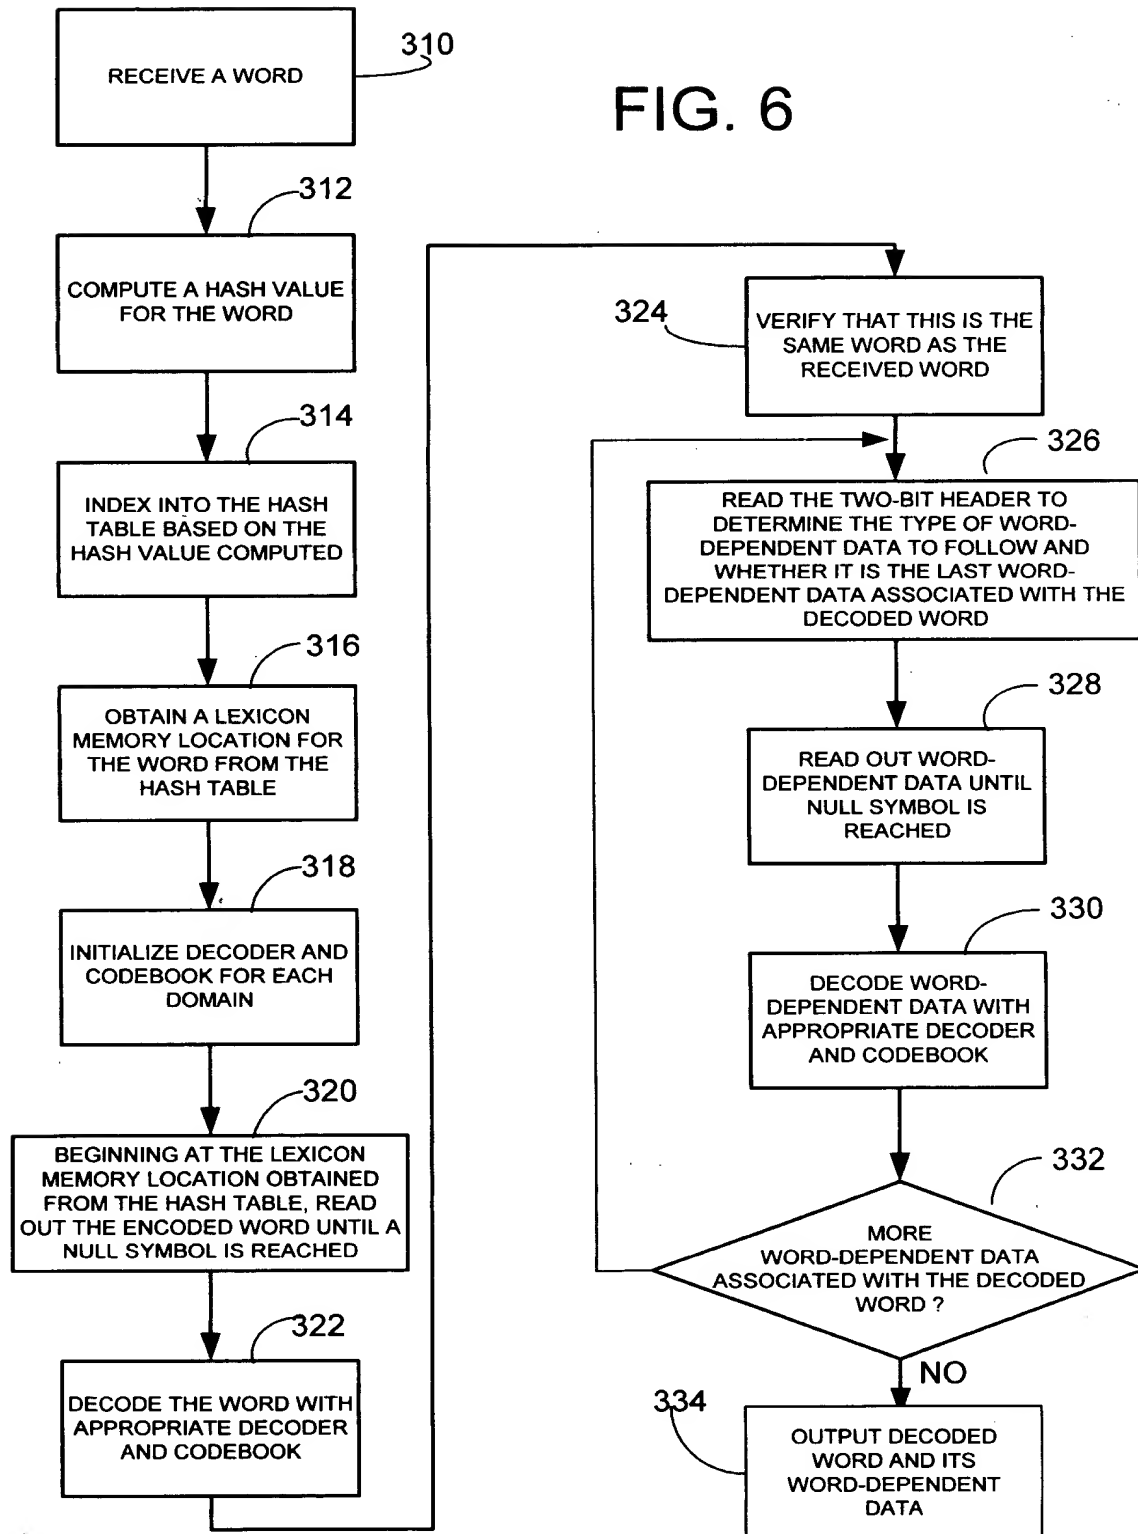 FIG. 6
310
RECEIVE A WORD
312
COMPUTE A HASH VALUE
FOR THE WORD
314
INDEX INTO THE HASH
TABLE BASED ON THE
HASH VALUE COMPUTED
316
OBTAIN A LEXICON
MEMORY LOCATION FOR
THE WORD FROM THE
HASH TABLE
318
INITIALIZE DECODER AND
CODEBOOK FOR EACH
DOMAIN
320
BEGINNING AT THE LEXICON
MEMORY LOCATION OBTAINED
FROM THE HASH TABLE, READ
OUT THE ENCODED WORD UNTIL A
NULL SYMBOL IS REACHED
322
DECODE THE WORD WITH
APPROPRIATE DECODER
AND CODEBOOK
324
VERIFY THAT THIS IS THE
SAME WORD AS THE
RECEIVED WORD
326
READ THE TWO-BIT HEADER TO
DETERMINE THE TYPE OF WORD-
DEPENDENT DATA TO FOLLOW AND
WHETHER IT IS THE LAST WORD-
DEPENDENT DATA ASSOCIATED WITH THE
DECODED WORD
328
READ OUT WORD-
DEPENDENT DATA UNTIL
NULL SYMBOL IS
REACHED
330
DECODE WORD-
DEPENDENT DATA WITH
APPROPRIATE DECODER
AND CODEBOOK
332
MORE
WORD-DEPENDENT DATA
ASSOCIATED WITH THE DECODED
WORD ?
NO
334
OUTPUT DECODED
WORD AND ITS
WORD-DEPENDENT
DATA